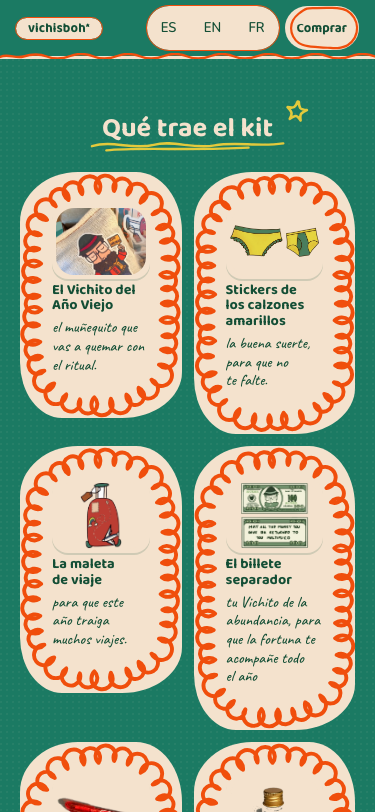 vichisboh*
ES EN FR
Comprar
Qué trae el kit
El Vichito del
Año Viejo
el muñequito que
vas a quemar con
el ritual.
Stickers de
los calzones
amarillos
la buena suerte,
para que no
te falte.
La maleta
de viaje
para que este
año traiga
muchos viajes.
100
El billete
separador
tu Vichito de la
abundancia, para
que la fortuna te
acompañe todo
el año